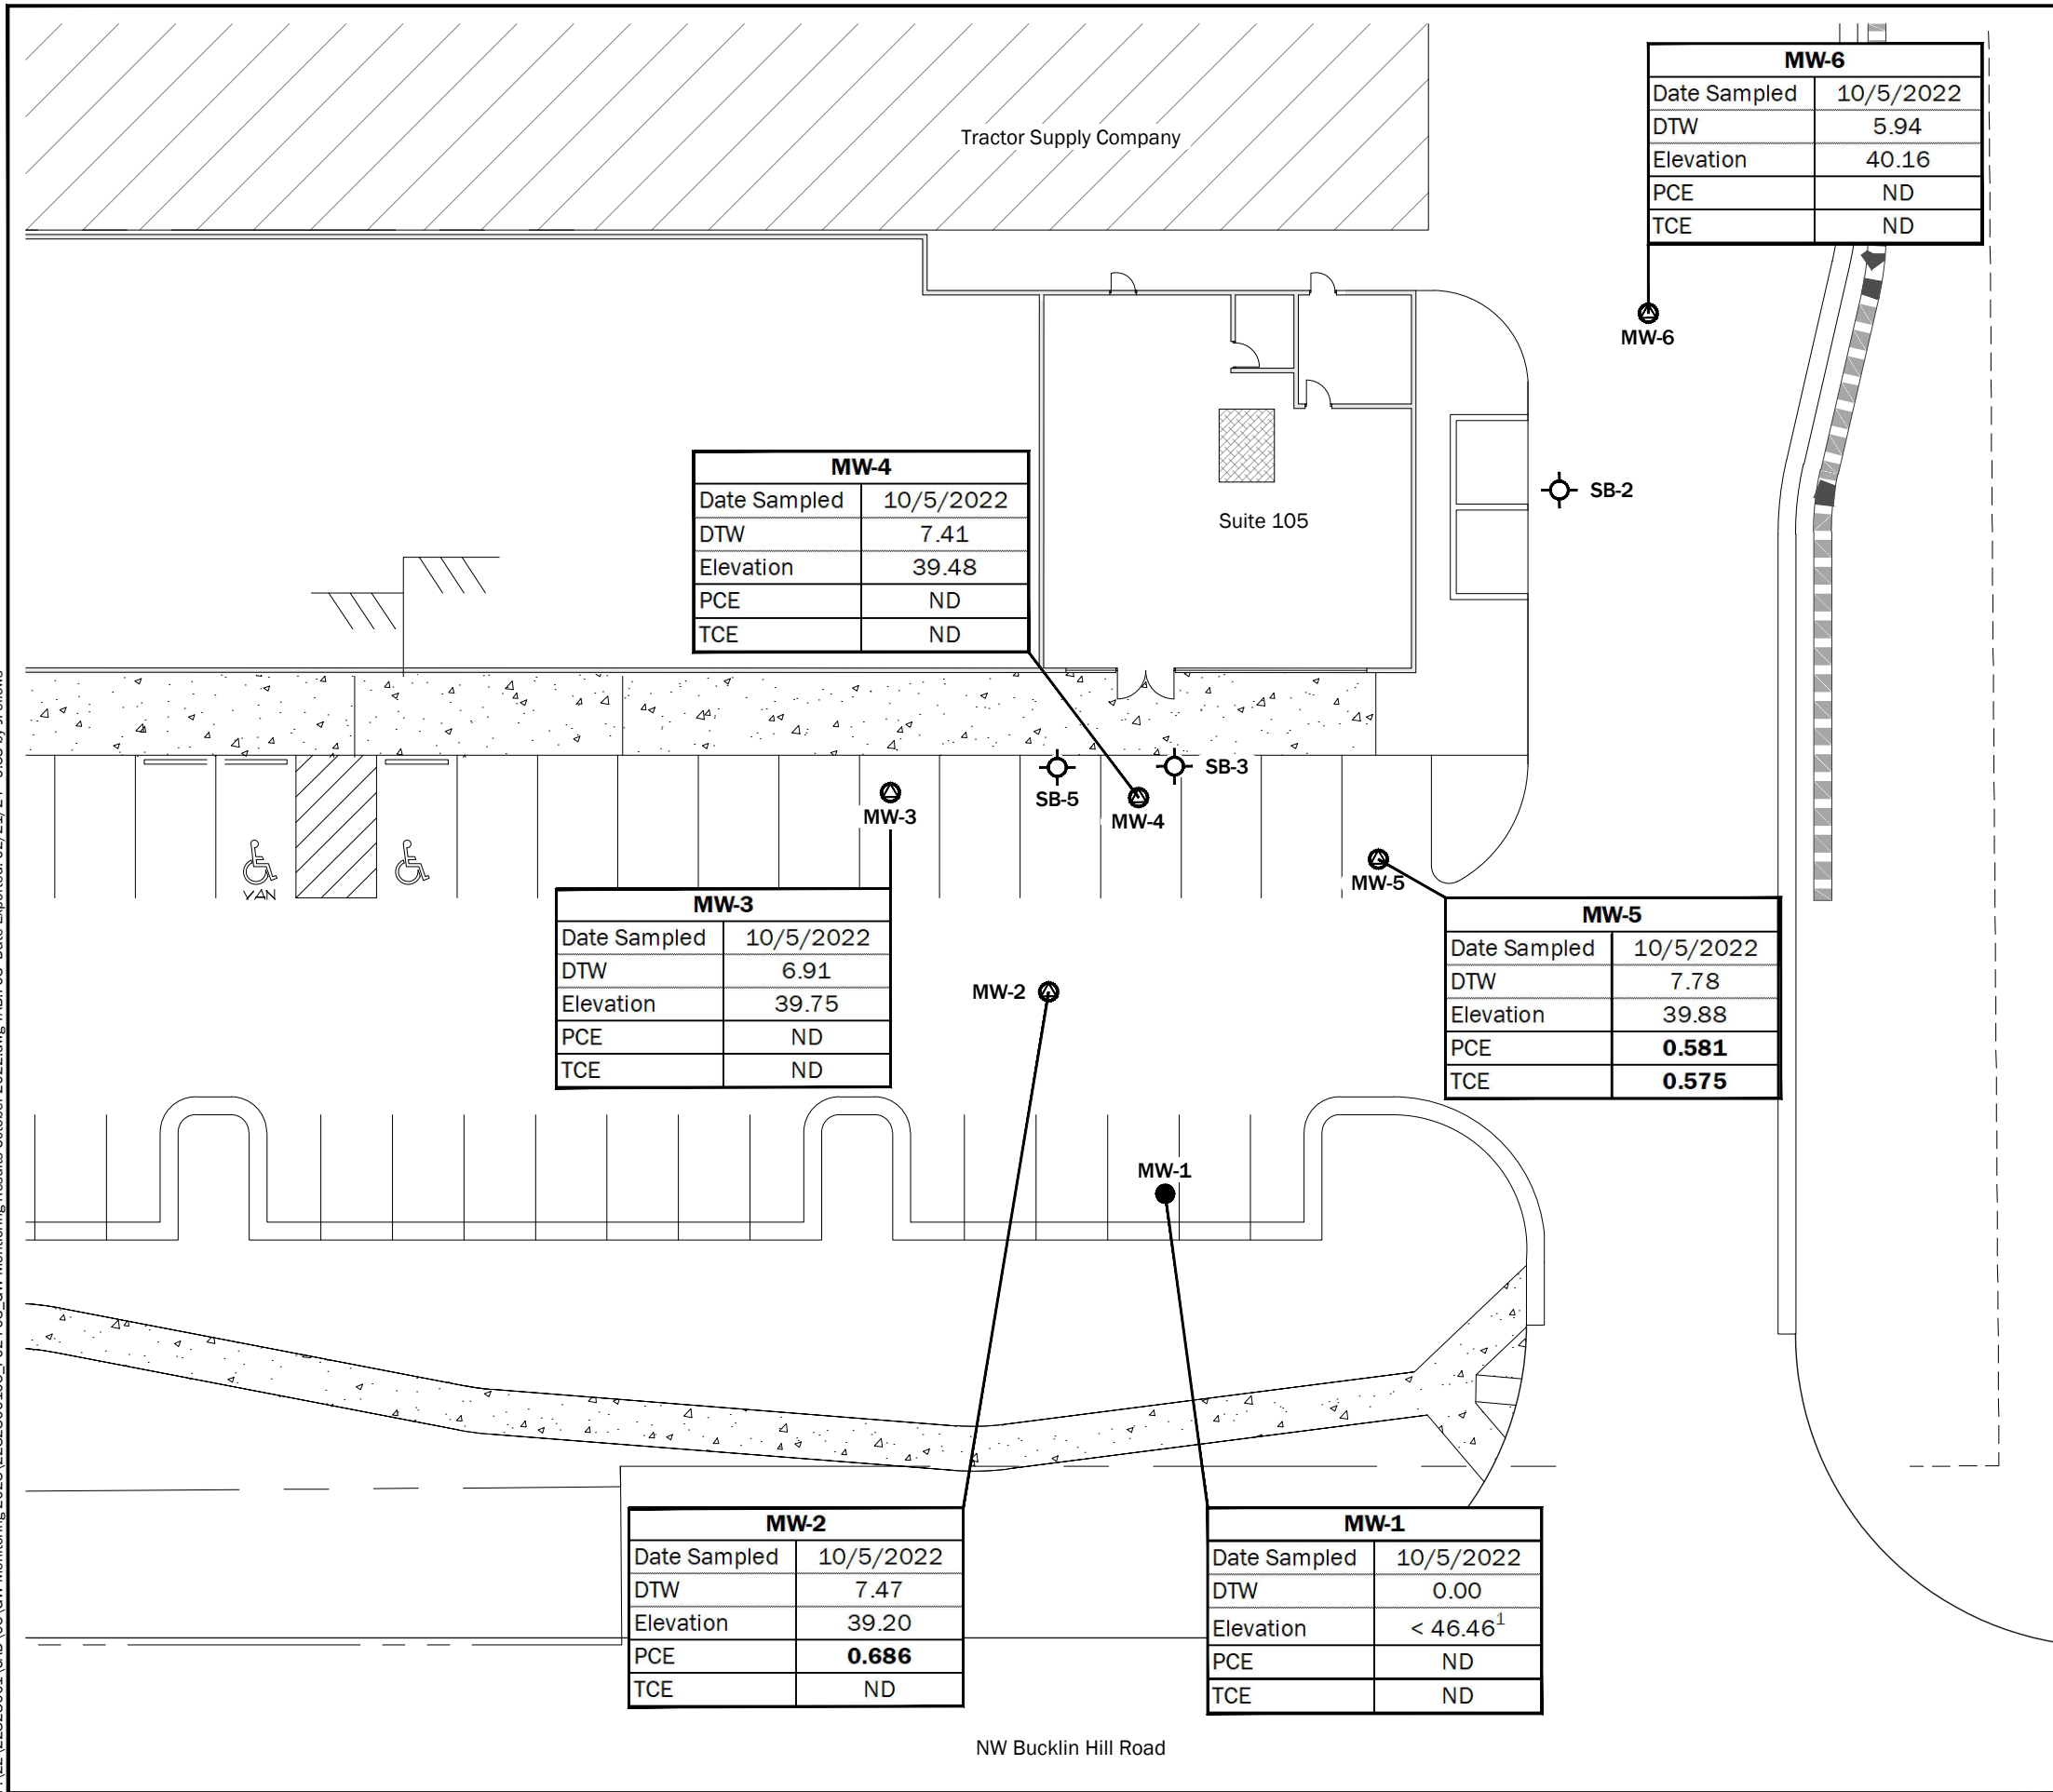 Tractor Supply Company
MW-6
Date Sampled 10/5/2022
DTW 5.94
Elevation 40.16
PCE ND
TCE ND
MW-6
MW-4
Date Sampled 10/5/2022
DTW 7.41
Elevation 39.48
PCE ND
TCE ND
Suite 105
SB-2
SB-3
SB-5
MW-4
MW-3
MW-5
VAN
MW-3
Date Sampled 10/5/2022
DTW 6.91
Elevation 39.75
PCE ND
TCE ND
MW-2
MW-5
Date Sampled 10/5/2022
DTW 7.78
Elevation 39.88
PCE 0.581
TCE 0.575
MW-1
MW-2
Date Sampled 10/5/2022
DTW 7.47
Elevation 39.20
PCE 0.686
TCE ND
MW-1
Date Sampled 10/5/2022
DTW 0.00
Elevation < 46.46¹
PCE ND
TCE ND
NW Bucklin Hill Road